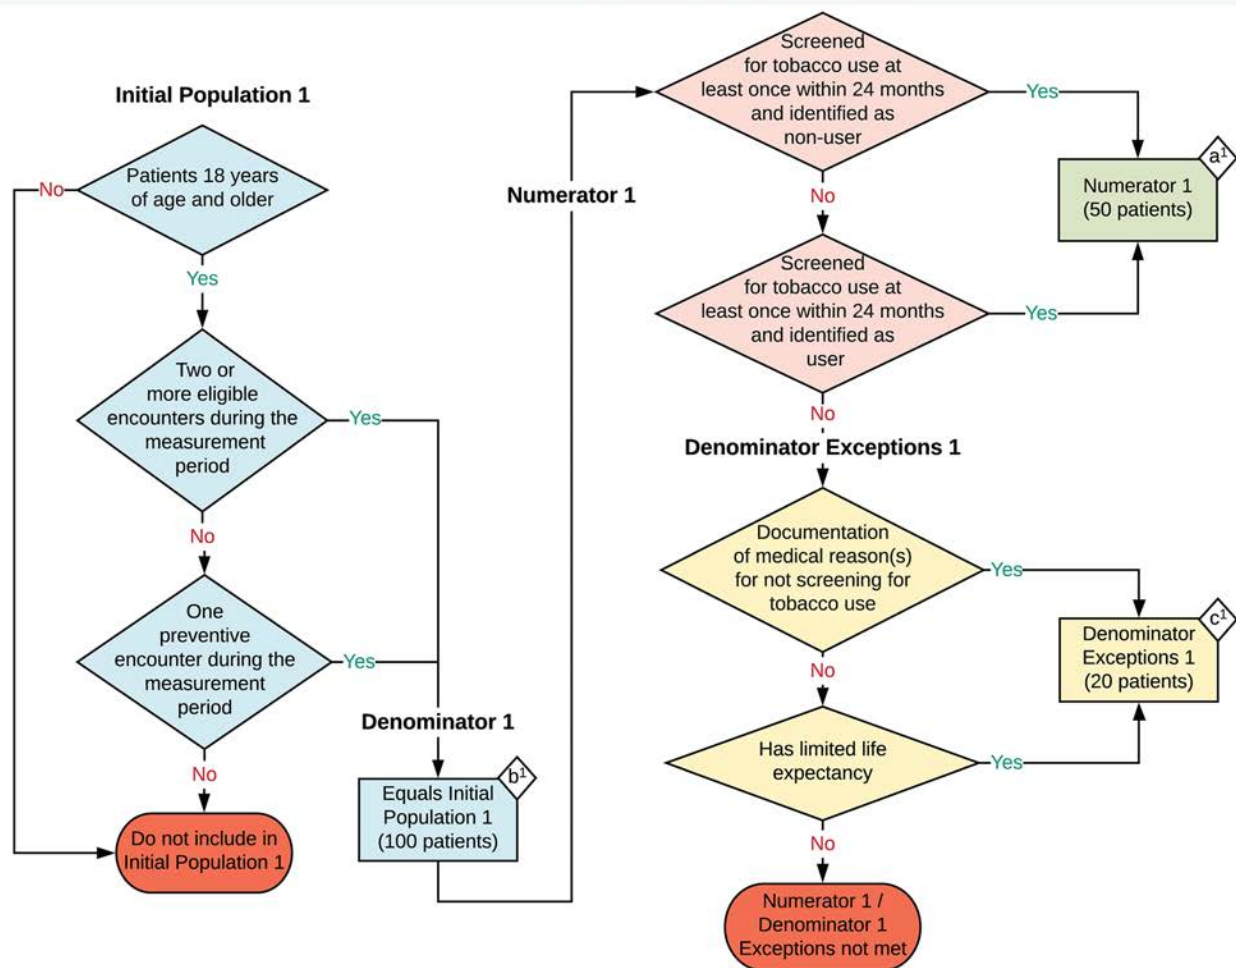 Initial Population 1
Patients 18 years
of age and older
No
Yes
Two or
more eligible
encounters during the
measurement
period
Yes
No
One
preventive
encounter during the
measurement
period
Yes
No
Do not include in
Initial Population 1
Denominator 1
b¹
Equals Initial
Population 1
(100 patients)
Numerator 1
Screened
for tobacco use at
least once within 24 months
and identified as
non-user
Yes
No
a¹
Numerator 1
(50 patients)
Screened
for tobacco use at
least once within 24 months
and identified as
user
Yes
No
Denominator Exceptions 1
Documentation
of medical reason(s)
for not screening for
tobacco use
Yes
No
c¹
Denominator
Exceptions 1
(20 patients)
Has limited life
expectancy
Yes
No
Numerator 1 /
Denominator 1
Exceptions not met